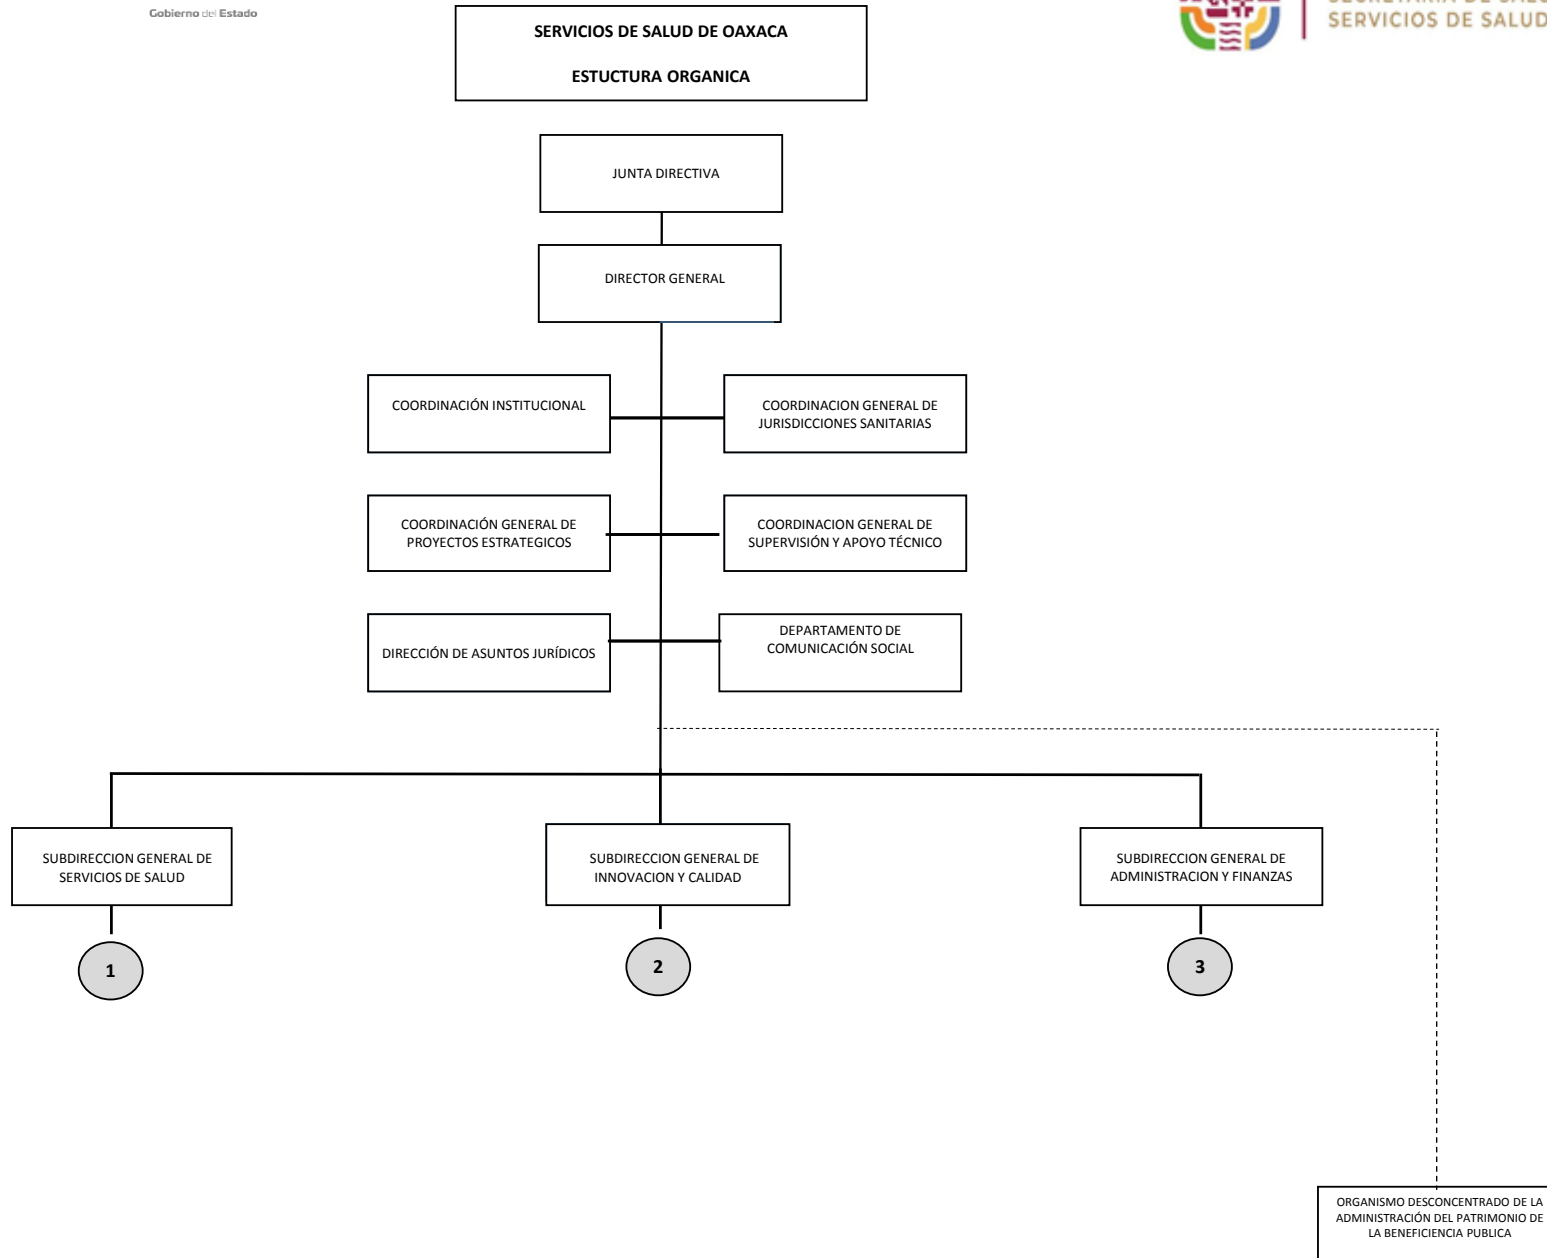 Gobierno del Estado
SERVICIOS DE SALUD
SERVICIOS DE SALUD DE OAXACA
ESTUCTURA ORGANICA
JUNTA DIRECTIVA
DIRECTOR GENERAL
COORDINACIÓN INSTITUCIONAL
COORDINACION GENERAL DE
JURISDICCIONES SANITARIAS
COORDINACIÓN GENERAL DE
PROYECTOS ESTRATEGICOS
COORDINACION GENERAL DE
SUPERVISIÓN Y APOYO TÉCNICO
DIRECCIÓN DE ASUNTOS JURÍDICOS
DEPARTAMENTO DE
COMUNICACIÓN SOCIAL
SUBDIRECCION GENERAL DE
SERVICIOS DE SALUD
SUBDIRECCION GENERAL DE
INNOVACION Y CALIDAD
SUBDIRECCION GENERAL DE
ADMINISTRACION Y FINANZAS
1
2
3
ORGANISMO DESCONCENTRADO DE LA
ADMINISTRACIÓN DEL PATRIMONIO DE
LA BENEFICIENCIA PUBLICA